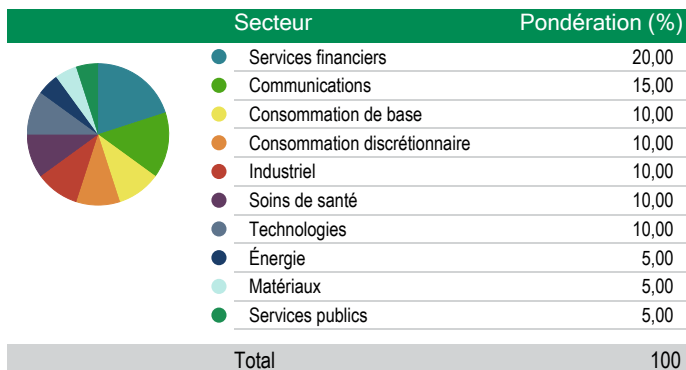 Secteur Pondération (%)
Services financiers 20,00
Communications 15,00
Consommation de base 10,00
Consommation discrétionnaire 10,00
Industriel 10,00
Soins de santé 10,00
Technologies 10,00
Énergie 5,00
Matériaux 5,00
Services publics 5,00
Total 100